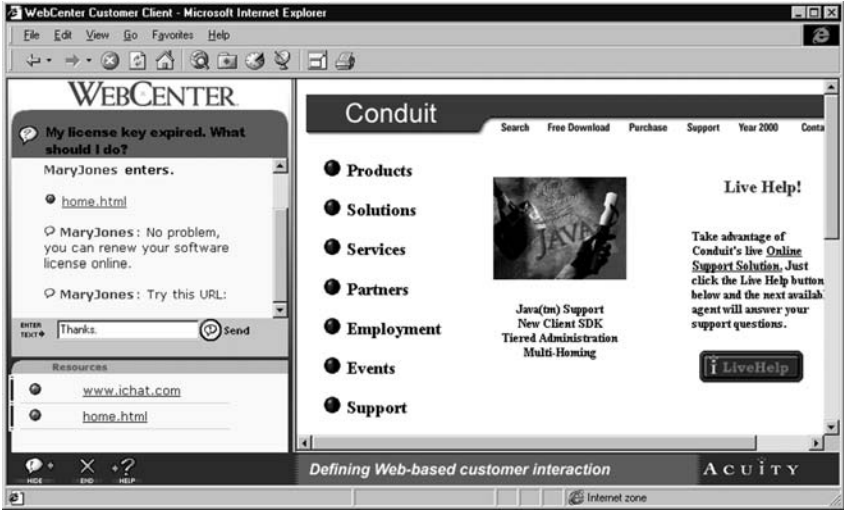 WebCenter Customer Client - Microsoft Internet Explorer
File Edit View Go Favorites Help
WEBCENTER
My license key expired. What
should I do?
MaryJones enters.
home.html
MaryJones: No problem,
you can renew your software
license online.
MaryJones: Try this URL:
ENTER
TEXT
Thanks.
Send
Resources
www.ichat.com
home.html
HIDE END HELP
Conduit
Search Free Download Purchase Support Year 2000 Conta
Products
Solutions
Services
Partners
Employment
Events
Support
JAVA
Java(tm) Support
New Client SDK
Tiered Administration
Multi-Homing
Live Help!
Take advantage of
Conduit's live Online
Support Solution. Just
click the Live Help button
below and the next availab
agent will answer your
support questions.
i LiveHelp
Defining Web-based customer interaction
ACUITY
Internet zone